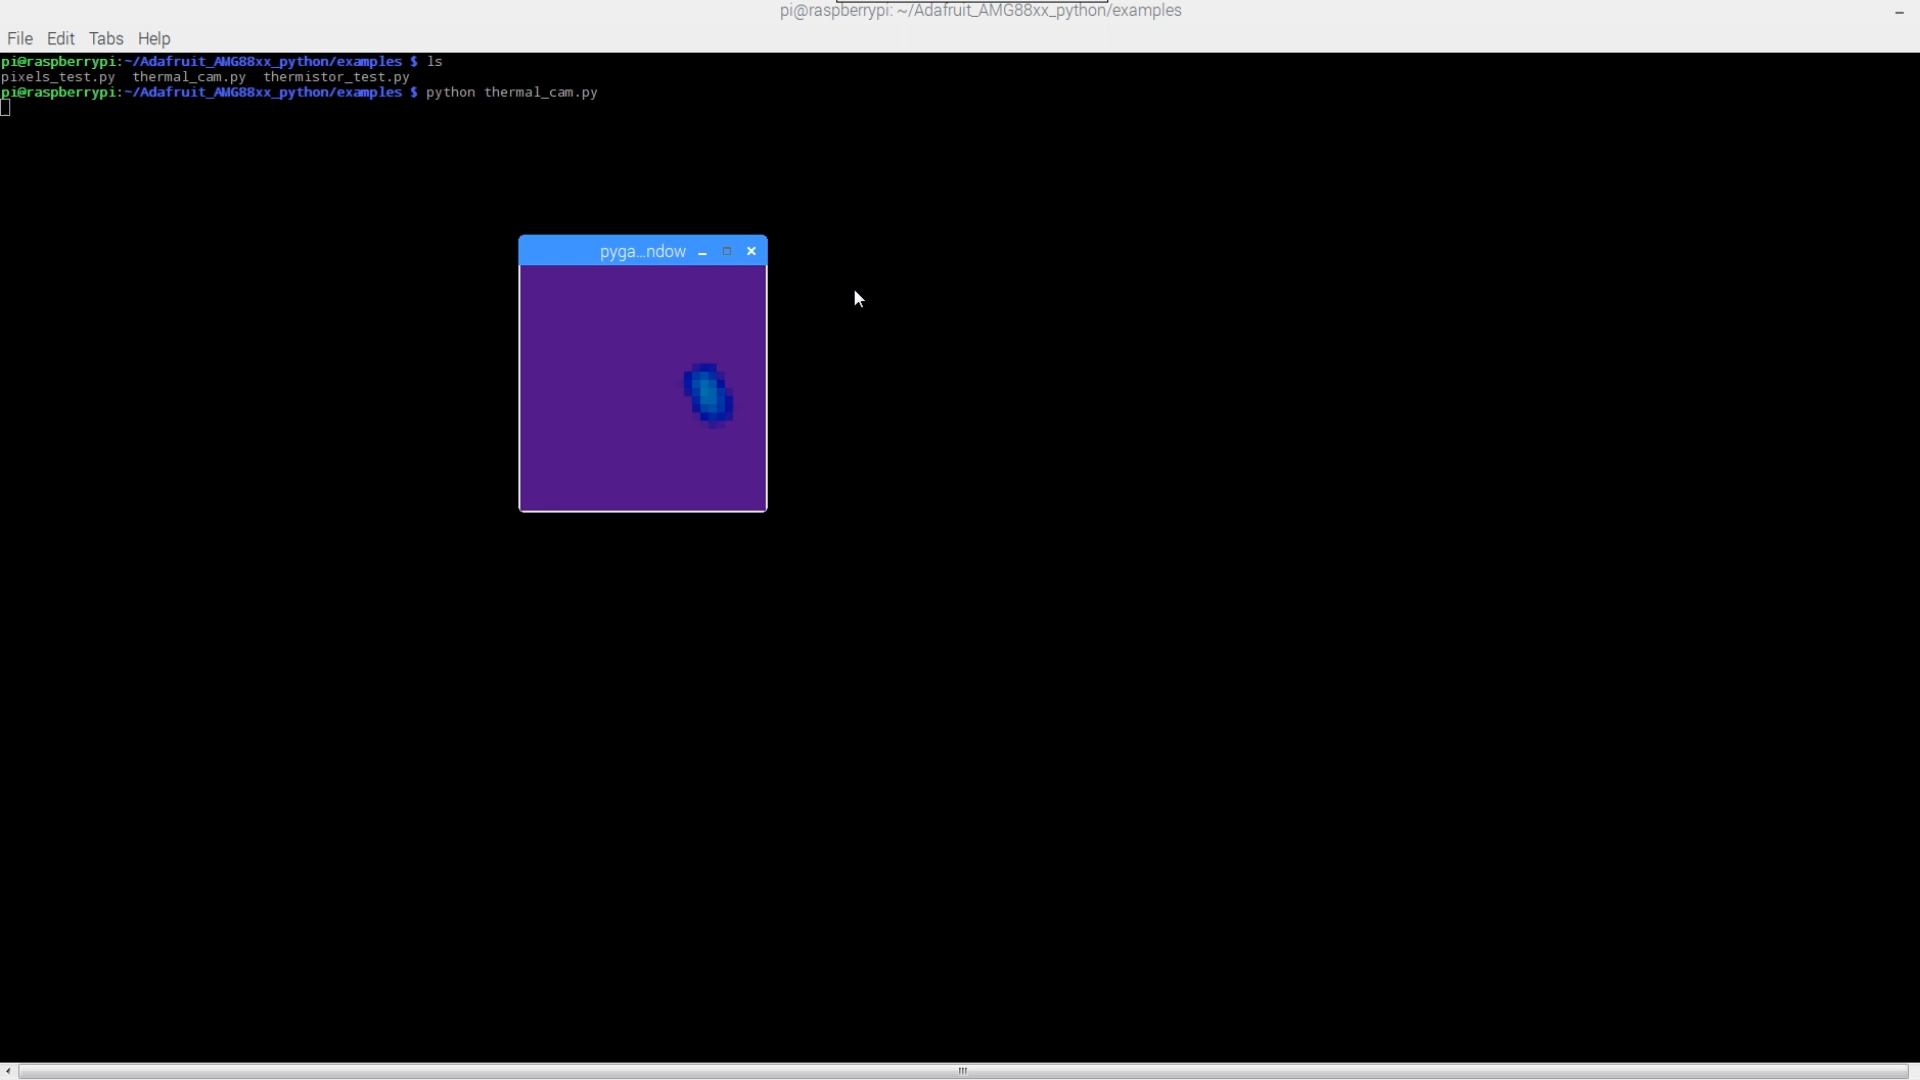 pi@raspberrypi: ~/Adafruit_AMG88xx_python/examples
File Edit Tabs Help
pi@raspberrypi:~/Adafruit_AMG88xx_python/examples $ ls
pixels_test.py thermal_cam.py thermistor_test.py
pi@raspberrypi:~/Adafruit_AMG88xx_python/examples $ python thermal_cam.py
pyga...ndow